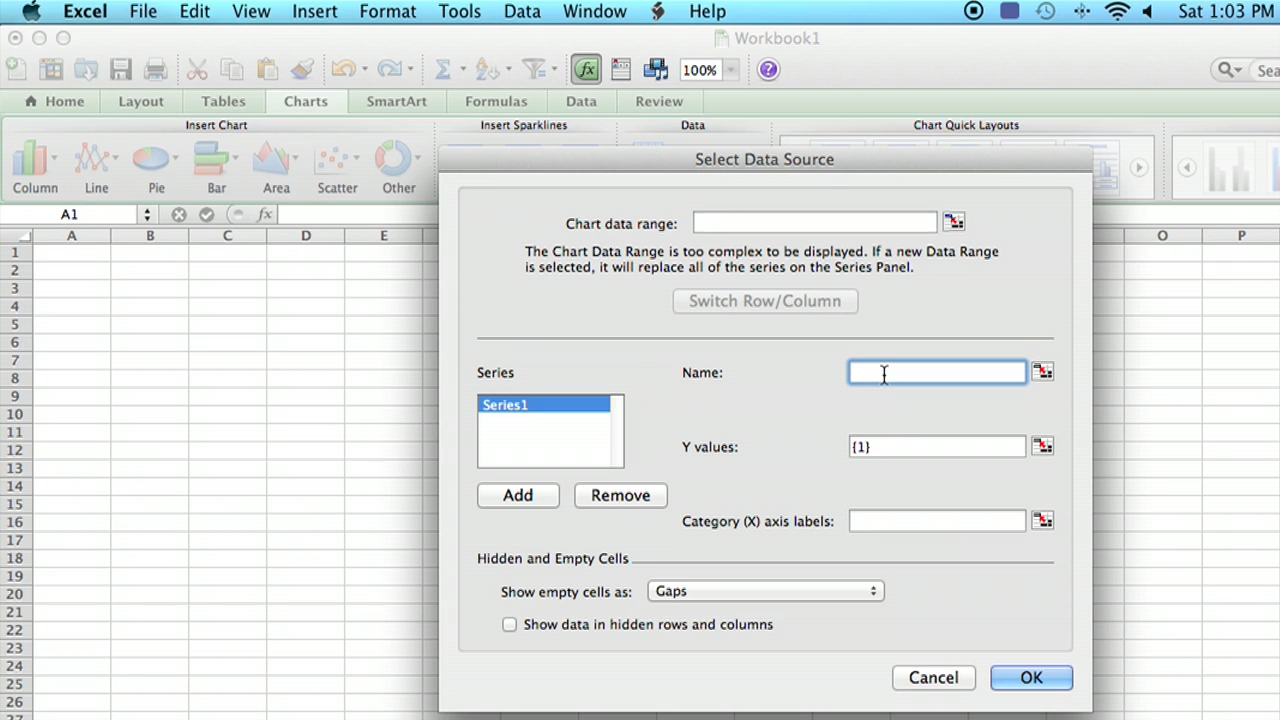 Excel File Edit View Insert Format Tools Data Window Help Sat 1:03 PM
Workbook1
fx 100% ? Sea
Home Layout Tables Charts SmartArt Formulas Data Review
Insert Chart Insert Sparklines Data Chart Quick Layouts
Column Line Pie Bar Area Scatter Other
Select Data Source
A1 fx
A B C D E O P
Chart data range:
The Chart Data Range is too complex to be displayed. If a new Data Range
is selected, it will replace all of the series on the Series Panel.
Switch Row/Column
Series Name:
Series1
Y values: {1}
Add Remove
Category (X) axis labels:
Hidden and Empty Cells
Show empty cells as: Gaps
Show data in hidden rows and columns
Cancel OK
1
2
3
4
5
6
7
8
9
10
11
12
13
14
15
16
17
18
19
20
21
22
23
24
25
26
27